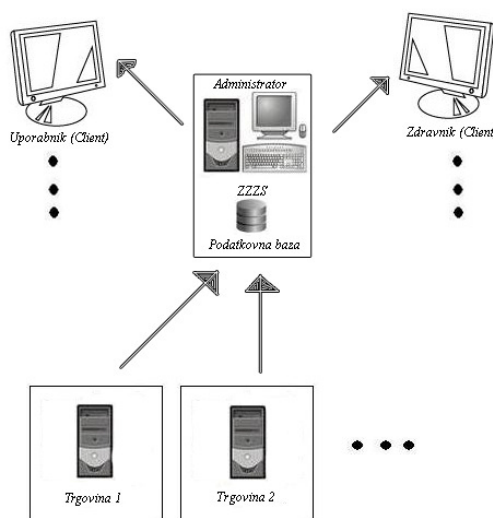 Administrator
Uporabnik (Client)
Zdravnik (Client
ZZZS
Podatkovna baza
Trgovina 1
Trgovina 2